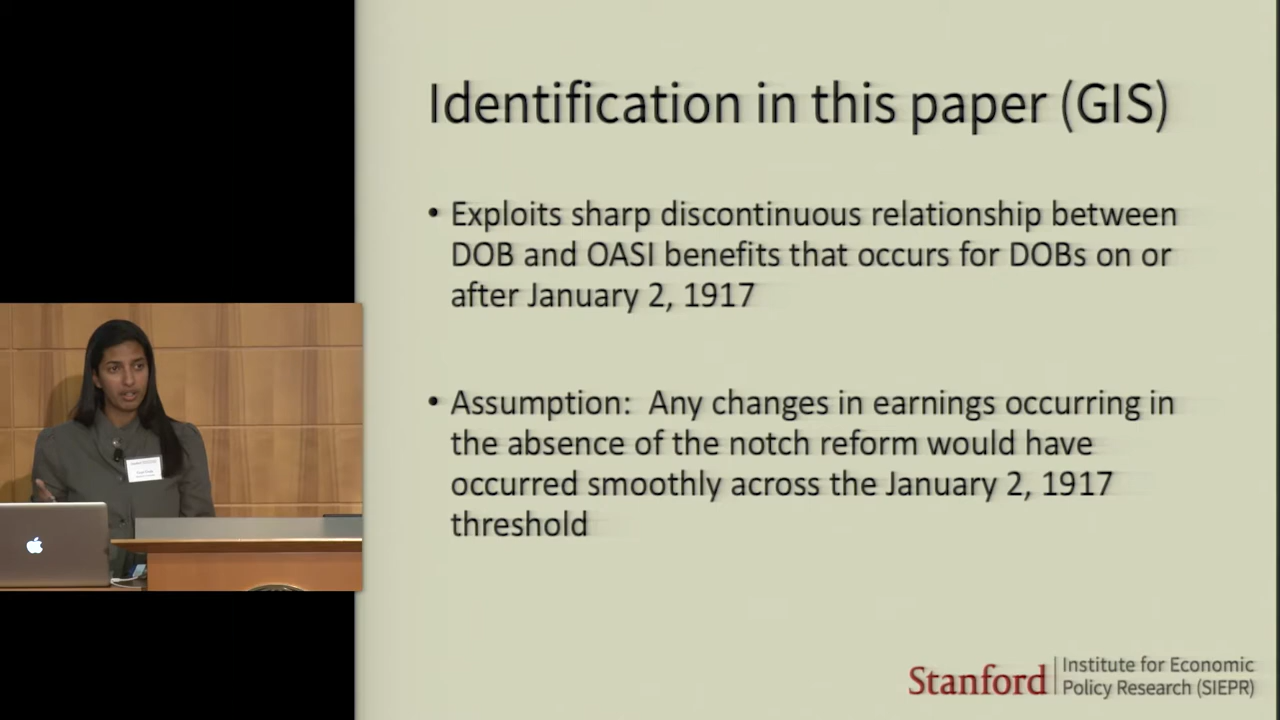 Identification in this paper (GIS)
• Exploits sharp discontinuous relationship between
DOB and OASI benefits that occurs for DOBs on or
after January 2, 1917
• Assumption: Any changes in earnings occurring in
the absence of the notch reform would have
occurred smoothly across the January 2, 1917
threshold
Stanford
Institute for Economic
Policy Research (SIEPR)